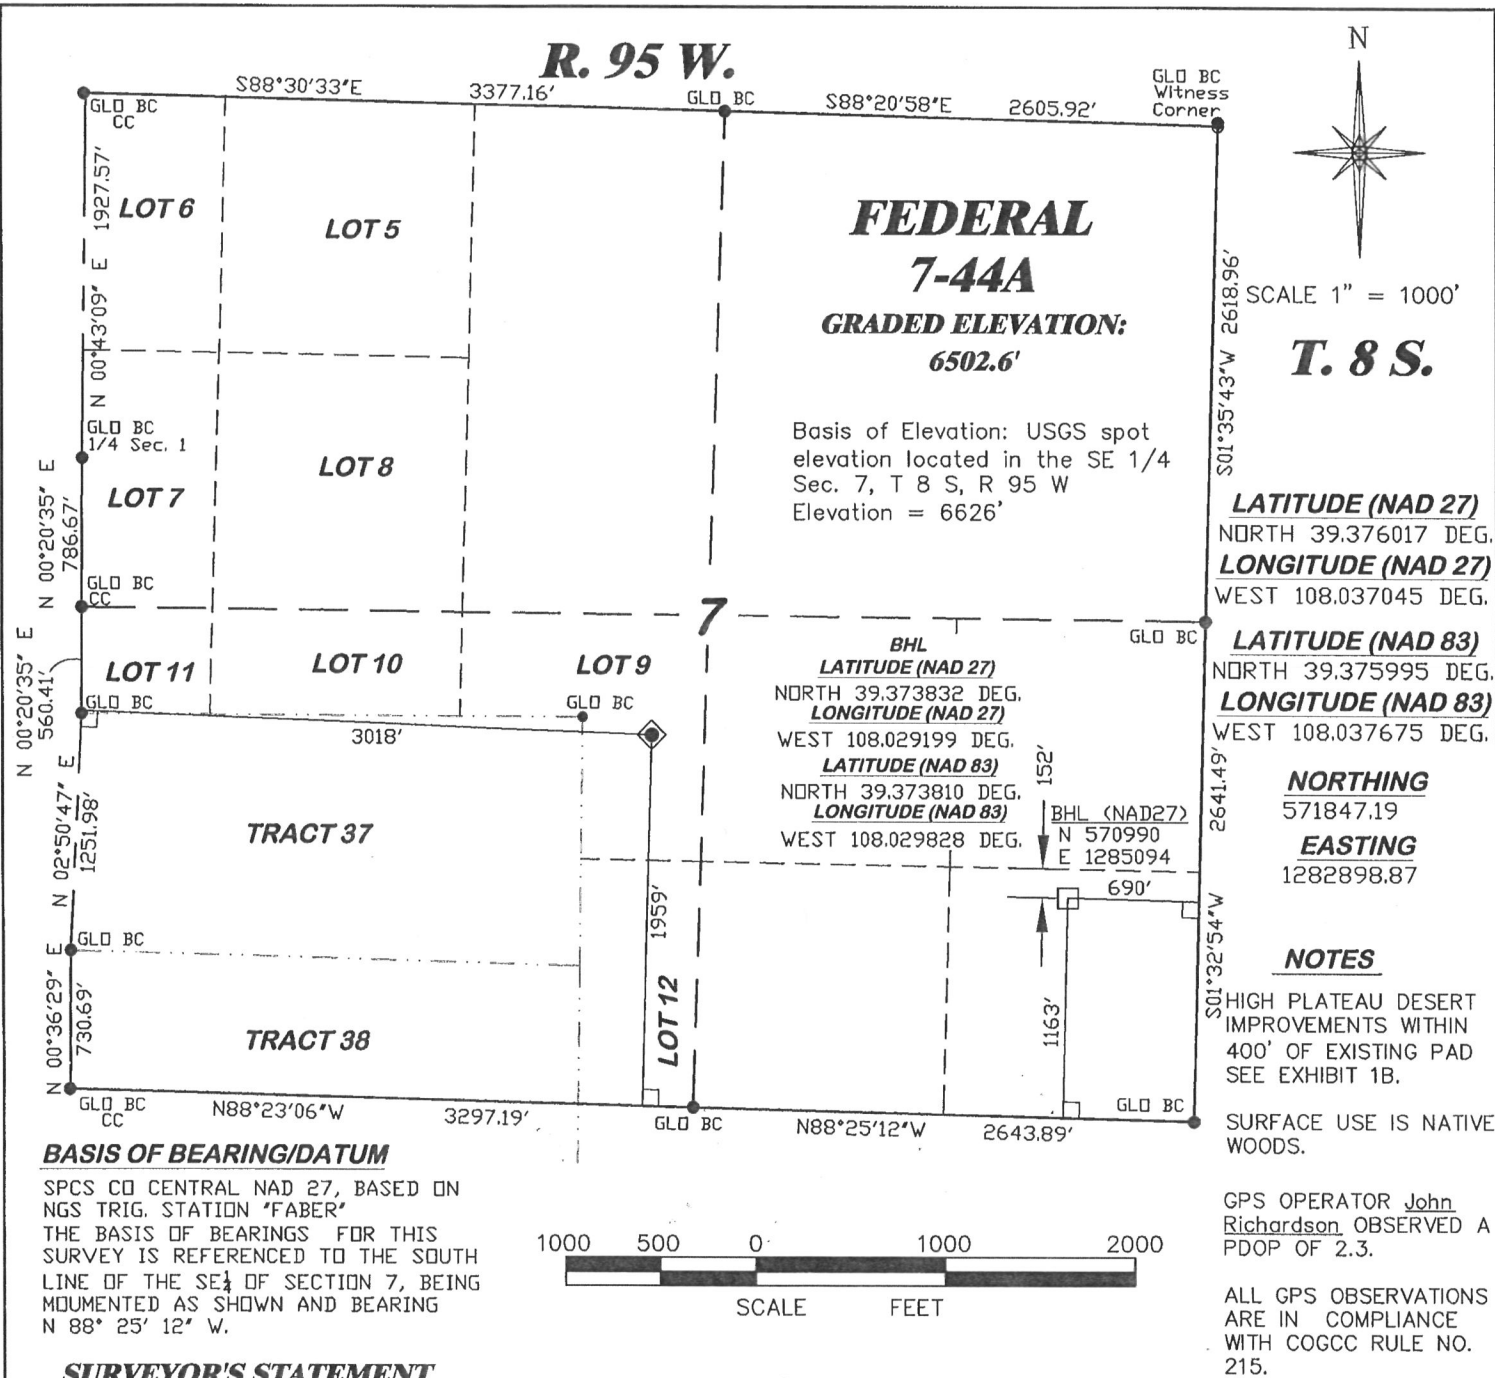 R. 95 W.
S88°30'33"E
3377.16'
GLO BC
S88°20'58"E
2605.92'
GLO BC
Witness
Corner
N
GLO BC
CC
N 00°43'09" E 1927.57'
LOT 6
LOT 5
FEDERAL
7-44A
GRADED ELEVATION:
6502.6'
S01°35'43"W 2618.96'
SCALE 1" = 1000'
T. 8 S.
Basis of Elevation: USGS spot
elevation located in the SE 1/4
Sec. 7, T 8 S, R 95 W
Elevation = 6626'
GLO BC
1/4 Sec. 1
LOT 8
LOT 7
N 00°20'35" E
786.67'
GLO BC
CC
LATITUDE (NAD 27)
NORTH 39.376017 DEG.
LONGITUDE (NAD 27)
WEST 108.037045 DEG.
LATITUDE (NAD 83)
NORTH 39.375995 DEG.
LONGITUDE (NAD 83)
WEST 108.037675 DEG.
7
GLO BC
N 00°20'35" E
560.41'
LOT 11
LOT 10
LOT 9
GLO BC
GLO BC
3018'
BHL
LATITUDE (NAD 27)
NORTH 39.373832 DEG.
LONGITUDE (NAD 27)
WEST 108.029199 DEG.
LATITUDE (NAD 83)
NORTH 39.373810 DEG.
LONGITUDE (NAD 83)
WEST 108.029828 DEG.
152'
BHL (NAD27)
N 570990
E 1285094
690'
S01°32'54"W 2641.49'
NORTHING
571847.19
EASTING
1282898.87
N 02°50'47" E
1251.98'
TRACT 37
1959'
LOT 12
1163'
GLO BC
N 00°36'29" E
730.69'
TRACT 38
GLO BC
CC
N88°23'06"W
3297.19'
GLO BC
N88°25'12"W
2643.89'
GLO BC
NOTES
HIGH PLATEAU DESERT
IMPROVEMENTS WITHIN
400' OF EXISTING PAD
SEE EXHIBIT 1B.
SURFACE USE IS NATIVE
WOODS.
GPS OPERATOR John
Richardson OBSERVED A
PDOP OF 2.3.
ALL GPS OBSERVATIONS
ARE IN COMPLIANCE
WITH COGCC RULE NO.
215.
BASIS OF BEARING/DATUM
SPCS CO CENTRAL NAD 27, BASED ON
NGS TRIG. STATION "FABER"
THE BASIS OF BEARINGS FOR THIS
SURVEY IS REFERENCED TO THE SOUTH
LINE OF THE SE¼ OF SECTION 7, BEING
MOUMENTED AS SHOWN AND BEARING
N 88° 25' 12" W.
1000 500 0 1000 2000
SCALE FEET
SURVEYOR'S STATEMENT